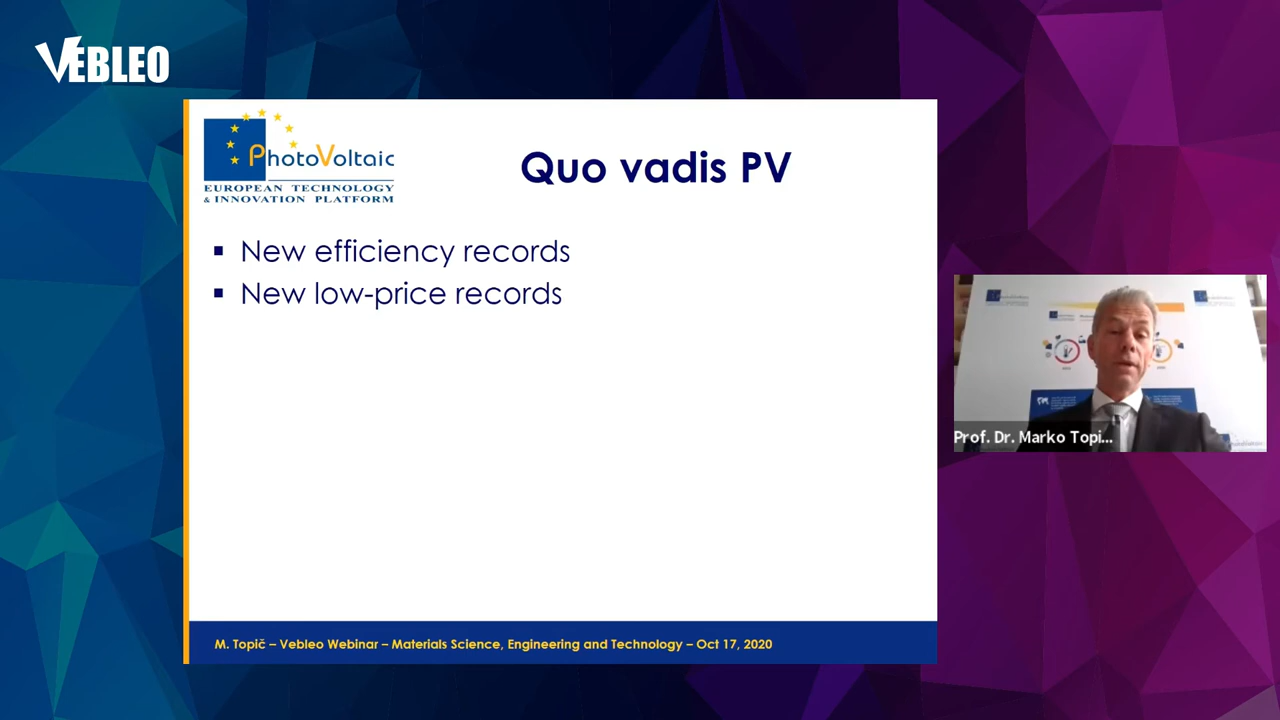 VEBLEO
PhotoVoltaic
EUROPEAN TECHNOLOGY
& INNOVATION PLATFORM
Quo vadis PV
▪ New efficiency records
▪ New low-price records
Prof. Dr. Marko Topi...
M. Topič – Vebleo Webinar – Materials Science, Engineering and Technology – Oct 17, 2020